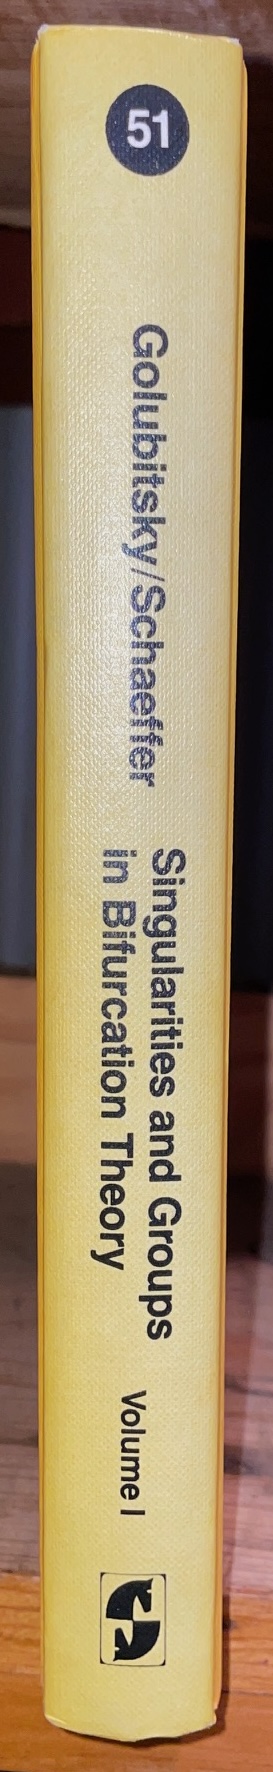 51
Golubitsky/Schaeffer
Singularities and Groups
in Bifurcation Theory
Volume I